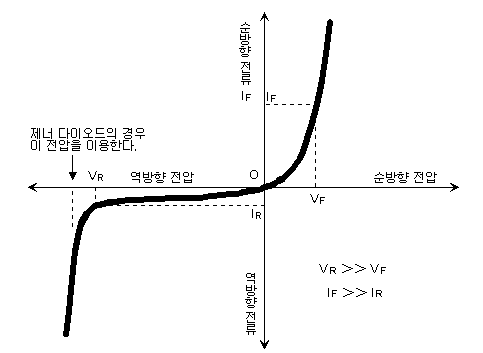 순방향 전류
IF
IF
제너 다이오드의 경우
이 전압을 이용한다.
VR
역방향 전압
O
순방향 전압
VF
IR
역방향 전류
VR >> VF
IF >> IR